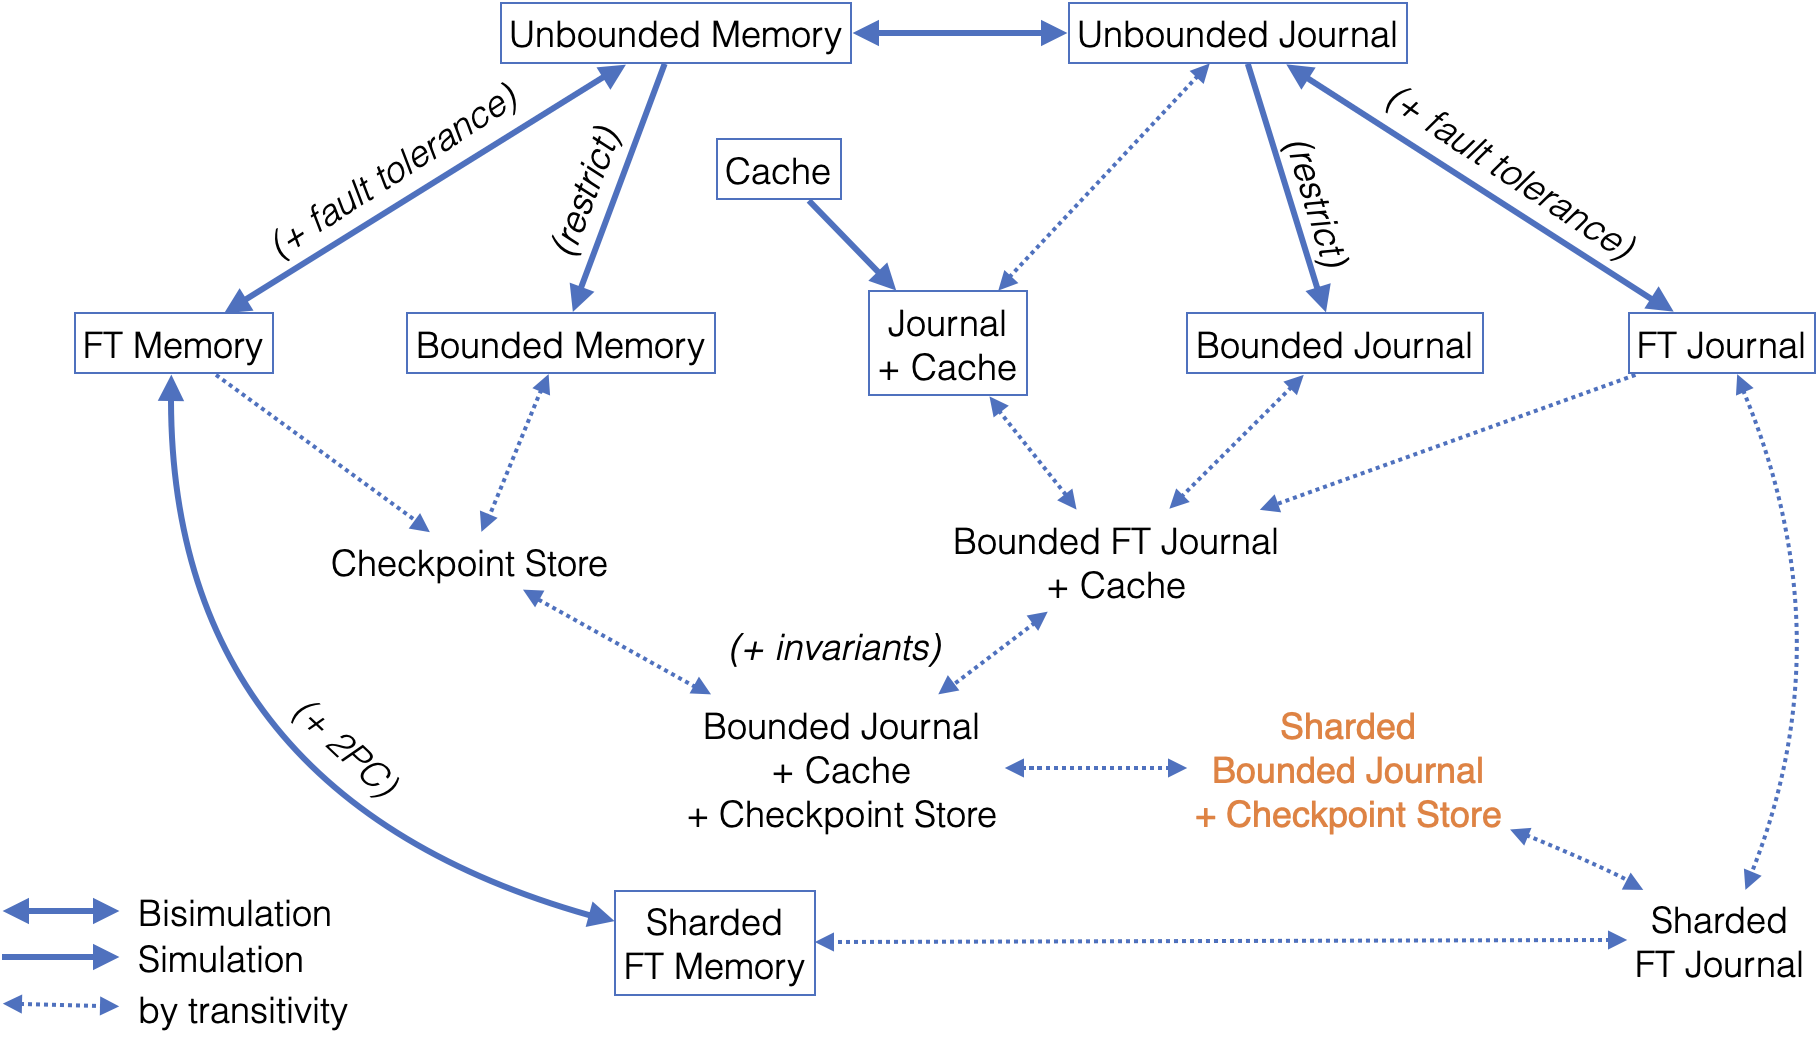 Unbounded Memory
Unbounded Journal
(+ fault tolerance)
(restrict)
Cache
(restrict)
(+ fault tolerance)
FT Memory
Bounded Memory
Journal
+ Cache
Bounded Journal
FT Journal
Checkpoint Store
Bounded FT Journal
+ Cache
(+ invariants)
(+ 2PC)
Bounded Journal
+ Cache
+ Checkpoint Store
Sharded
Bounded Journal
+ Checkpoint Store
Sharded
FT Memory
Sharded
FT Journal
Bisimulation
Simulation
by transitivity